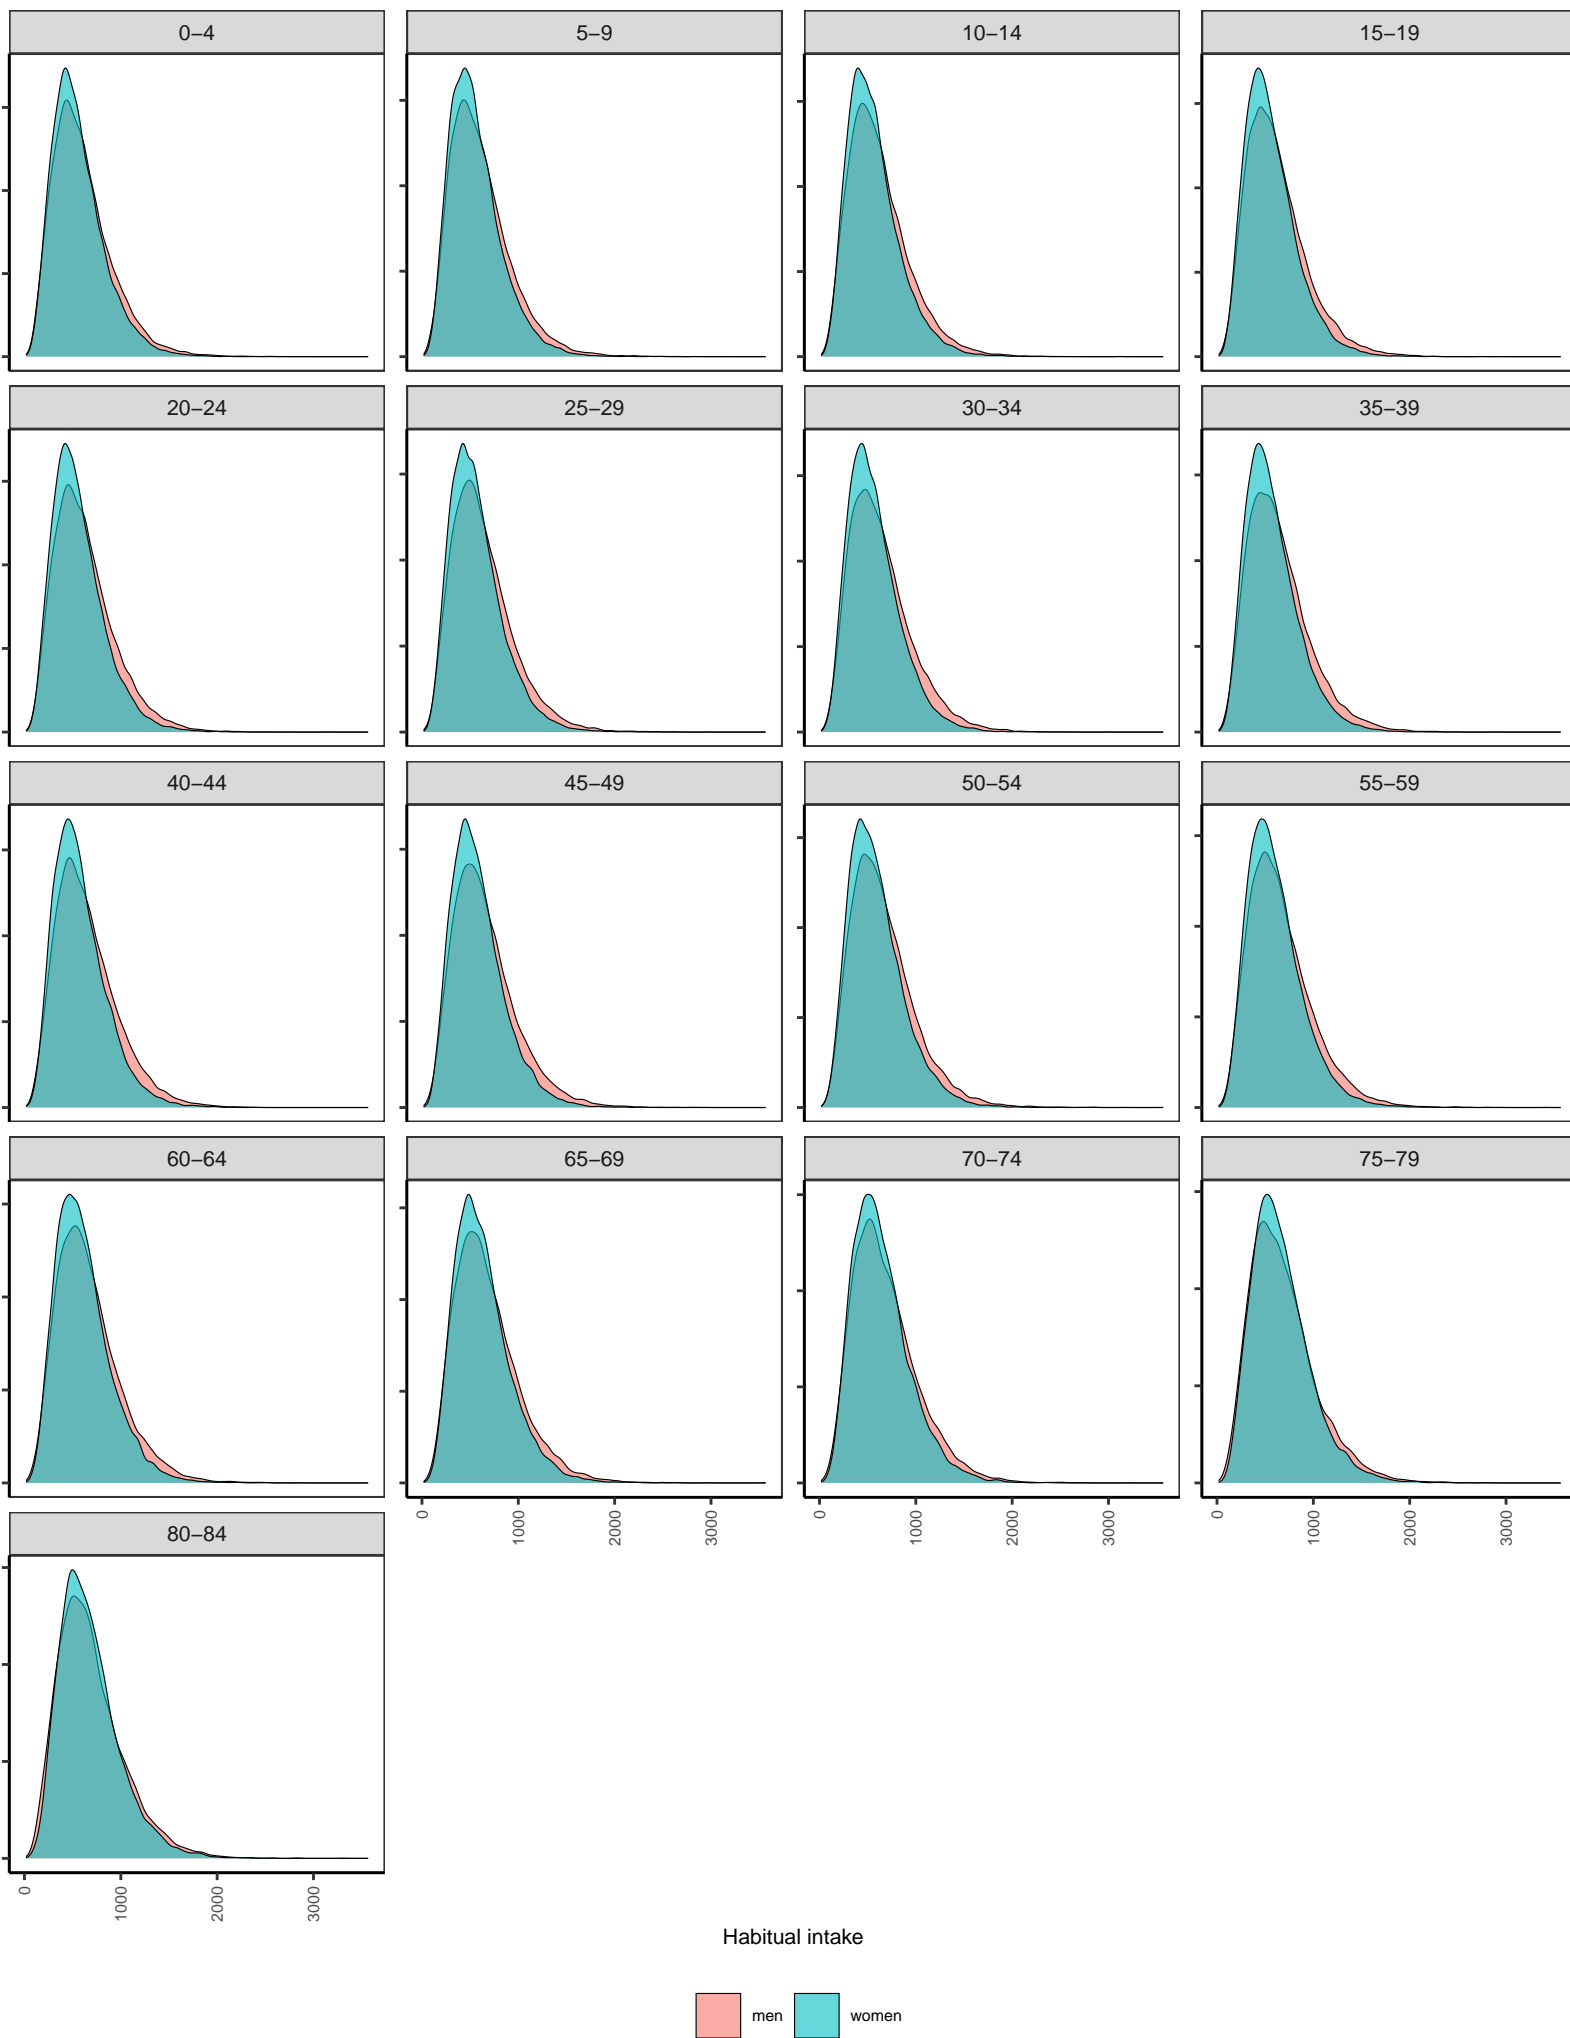 0–4 5–9 10–14 15–19
20–24 25–29 30–34 35–39
40–44 45–49 50–54 55–59
60–64 65–69 70–74 75–79
0 1000 2000 3000 0 1000 2000 3000 0 1000 2000 3000
80–84
0 1000 2000 3000
Habitual intake
men women